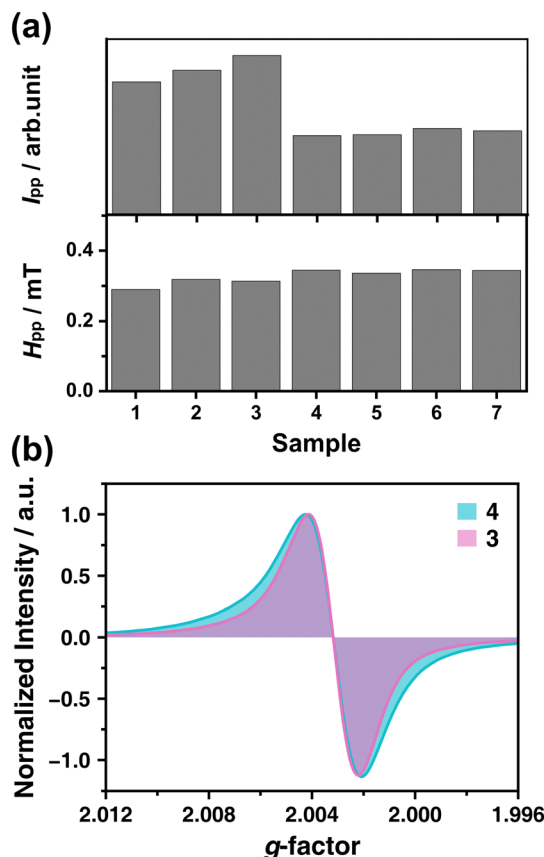 (a)
Ipp / arb.unit
Hpp / mT
0.4
0.2
0.0
1 2 3 4 5 6 7
Sample
(b)
Normalized Intensity / a.u.
1.0
0.5
0.0
−0.5
−1.0
4
3
2.012 2.008 2.004 2.000 1.996
g-factor